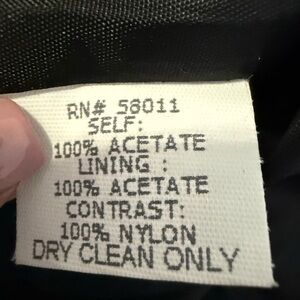 RN# 58011
SELF:
100% ACETATE
LINING :
100% ACETATE
CONTRAST:
100% NYLON
DRY CLEAN ONLY